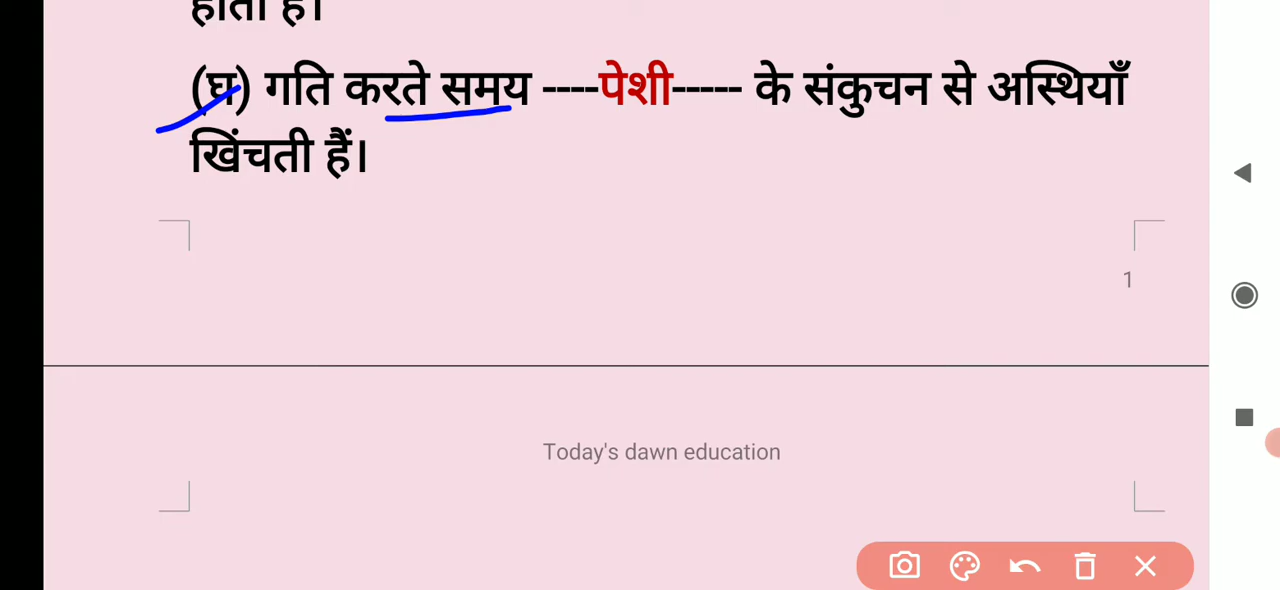 होता है।
(घ) गति करते समय ----पेशी----- के संकुचन से अस्थियाँ
खिंचती हैं।
1
Today's dawn education